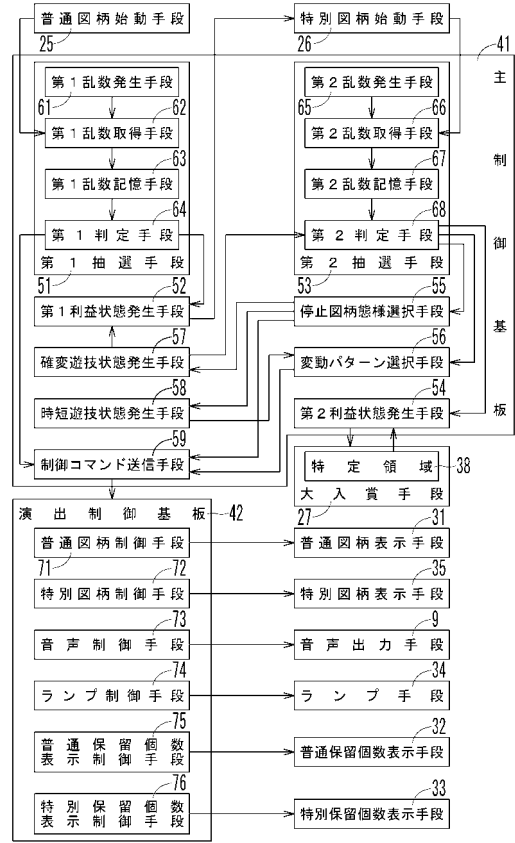 普通図柄始動手段
25
特別図柄始動手段
26
41
主制御基板
第1乱数発生手段
61
62
第1乱数取得手段
63
第1乱数記憶手段
64
第1判定手段
第1抽選手段
51
52
第1利益状態発生手段
57
確変遊技状態発生手段
58
時短遊技状態発生手段
59
制御コマンド送信手段
第2乱数発生手段
65
66
第2乱数取得手段
67
第2乱数記憶手段
68
第2判定手段
第2抽選手段
53
55
停止図柄態様選択手段
56
変動パターン選択手段
54
第2利益状態発生手段
特定領域
38
大入賞手段
27
演出制御基板
42
普通図柄制御手段
71
31
普通図柄表示手段
72
特別図柄制御手段
35
特別図柄表示手段
73
音声制御手段
9
音声出力手段
74
ランプ制御手段
34
ランプ手段
75
普通保留個数
表示制御手段
32
普通保留個数表示手段
76
特別保留個数
表示制御手段
33
特別保留個数表示手段